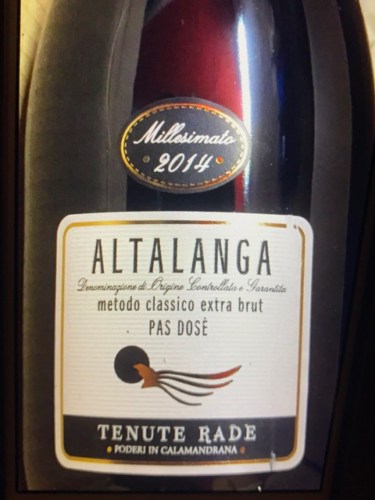 Millesimato
2014
ALTALANGA
Denominazione di Origine Controllata e Garantita
metodo classico extra brut
PAS DOSÈ
TENUTE RADE
PODERI IN CALAMANDRANA